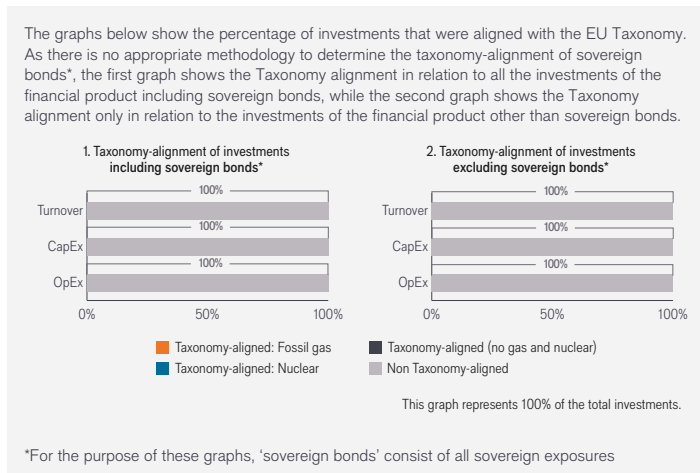 The graphs below show the percentage of investments that were aligned with the EU Taxonomy.
As there is no appropriate methodology to determine the taxonomy-alignment of sovereign
bonds*, the first graph shows the Taxonomy alignment in relation to all the investments of the
financial product including sovereign bonds, while the second graph shows the Taxonomy
alignment only in relation to the investments of the financial product other than sovereign bonds.
1. Taxonomy-alignment of investments
including sovereign bonds*
100%
Turnover
100%
CapEx
100%
OpEx
0% 50% 100%
2. Taxonomy-alignment of investments
excluding sovereign bonds*
100%
Turnover
100%
CapEx
100%
OpEx
0% 50% 100%
Taxonomy-aligned: Fossil gas
Taxonomy-aligned: Nuclear
Taxonomy-aligned (no gas and nuclear)
Non Taxonomy-aligned
This graph represents 100% of the total investments.
*For the purpose of these graphs, ‘sovereign bonds’ consist of all sovereign exposures